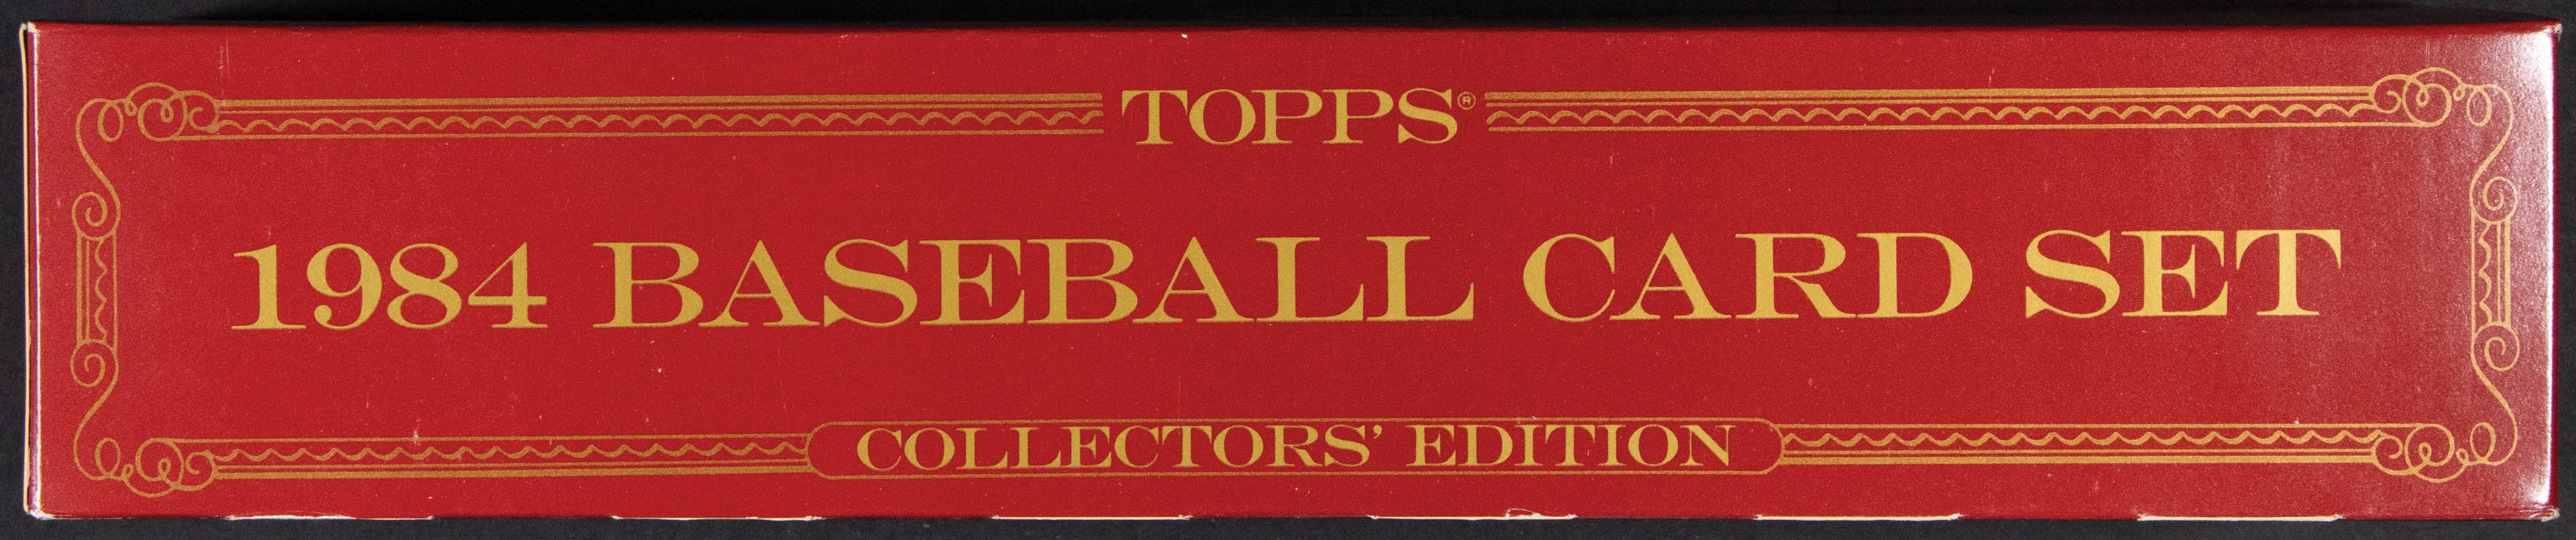 TOPPS®
1984 BASEBALL CARD SET
COLLECTORS' EDITION